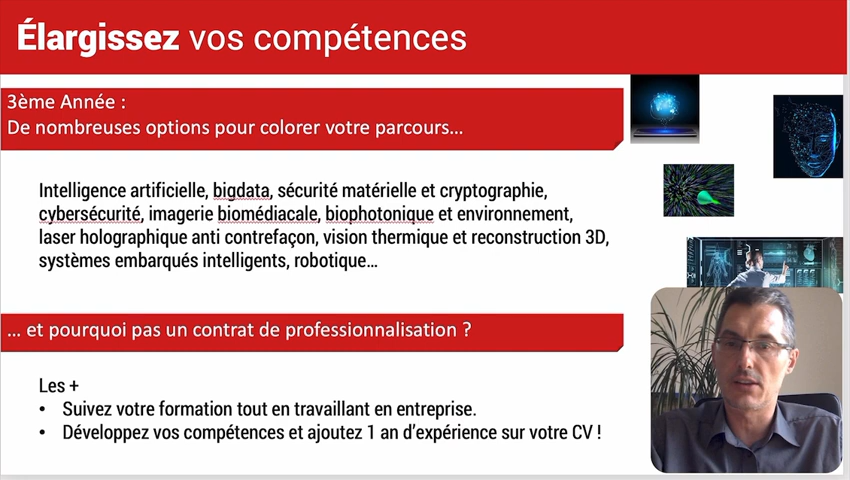 Élargissez vos compétences
3ème Année :
De nombreuses options pour colorer votre parcours...
Intelligence artificielle, bigdata, sécurité matérielle et cryptographie,
cybersécurité, imagerie biomédiacale, biophotonique et environnement,
laser holographique anti contrefaçon, vision thermique et reconstruction 3D,
systèmes embarqués intelligents, robotique...
... et pourquoi pas un contrat de professionnalisation ?
Les +
• Suivez votre formation tout en travaillant en entreprise.
• Développez vos compétences et ajoutez 1 an d'expérience sur votre CV !